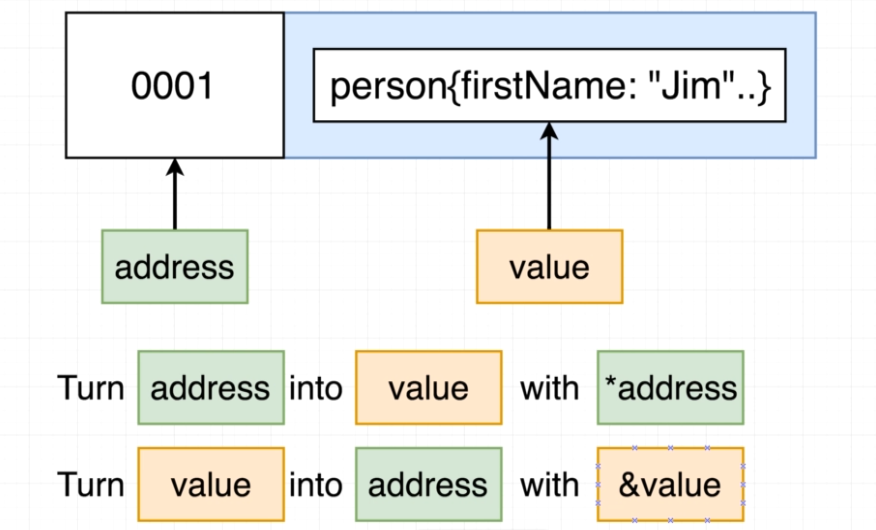 0001 person{firstName: "Jim"..}
address value
Turn address into value with *address
Turn value into address with &value